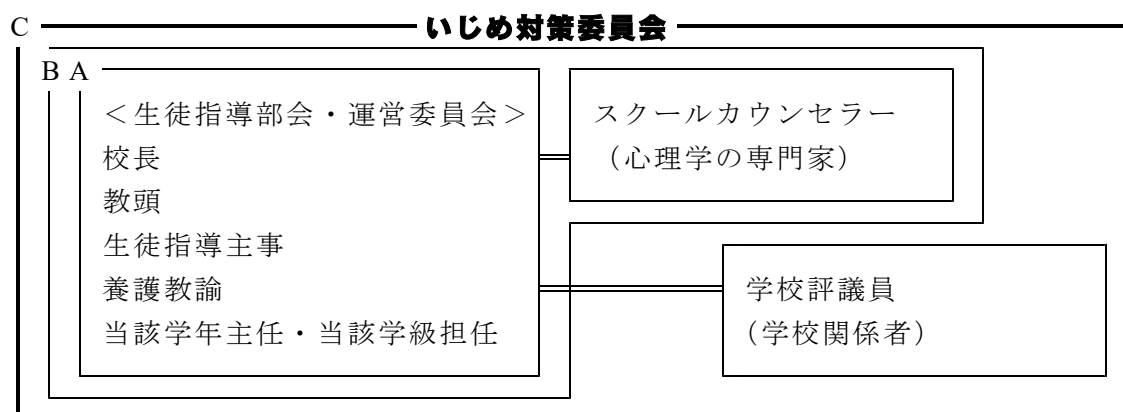 C いじめ対策委員会
B A
<生徒指導部会・運営委員会>
校長
教頭
生徒指導主事
養護教諭
当該学年主任・当該学級担任
スクールカウンセラー
（心理学の専門家）
学校評議員
（学校関係者）